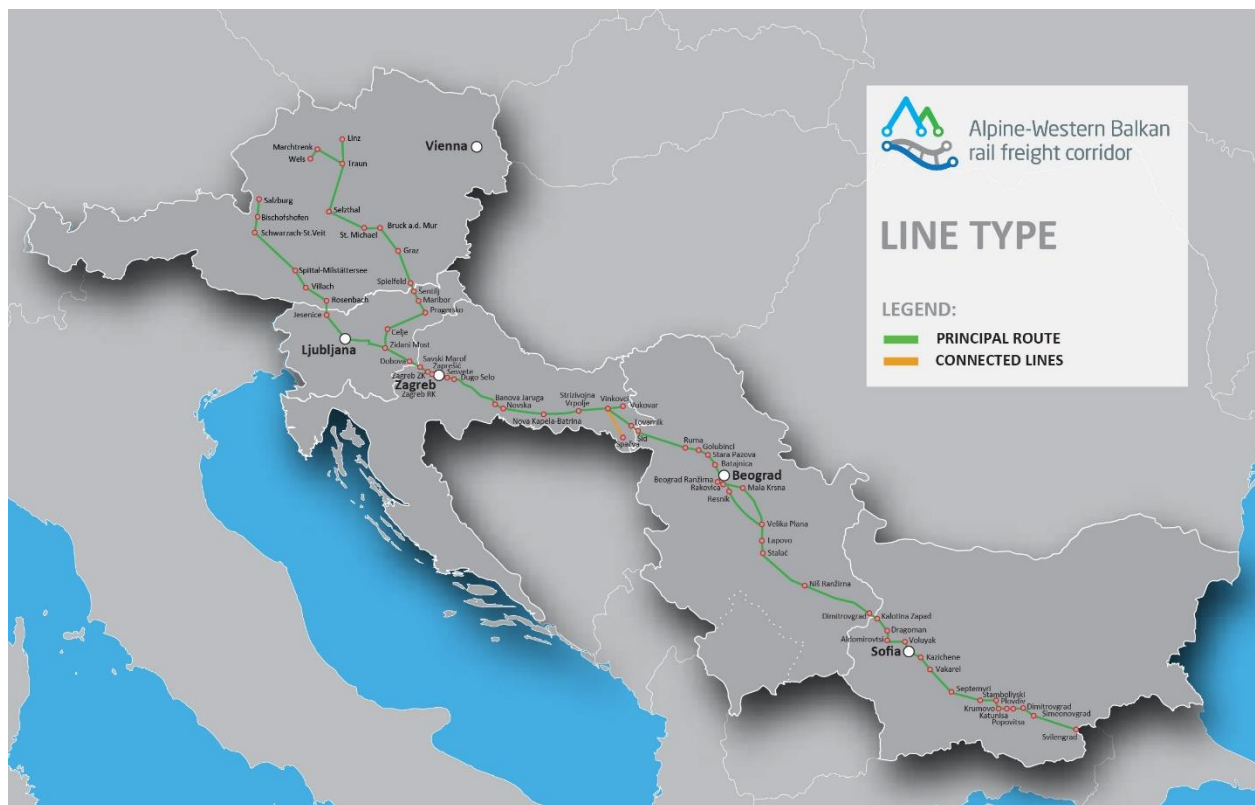 Alpine-Western Balkan
rail freight corridor
LINE TYPE
LEGEND:
PRINCIPAL ROUTE
CONNECTED LINES
Linz
Marchtrenk
Wels
Traun
Vienna
Salzburg
Bischofshofen
Schwarzach-St.Veit
Selzthal
St. Michael
Bruck a.d. Mur
Graz
Spittal-Milstättersee
Villach
Rosenbach
Jesenice
Spielfeld
Šentilj
Maribor
Pragersko
Celje
Zidani Most
Ljubljana
Dobova
Savski Marof
Zaprešić
Sesvete
Zagreb ZK
Dugo Selo
Zagreb
Zagreb RK
Banova Jaruga
Novska
Nova Kapela-Batrina
Strizivojna
Vrpolje
Vinkovci
Vukovar
Tovarnik
Šid
Spačva
Ruma
Golubinci
Stara Pazova
Batajnica
Beograd
Beograd Ranžirna
Rakovica
Resnik
Mala Krsna
Velika Plana
Lapovo
Stalać
Niš Ranžirna
Dimitrovgrad
Kalotina Zapad
Dragoman
Aldomirovtsi
Voluyak
Sofia
Kazichene
Vakarel
Septemvri
Stamboliyski
Plovdiv
Krumovo
Katunisa
Popovitsa
Dimitrovgrad
Simeonovgrad
Svilengrad